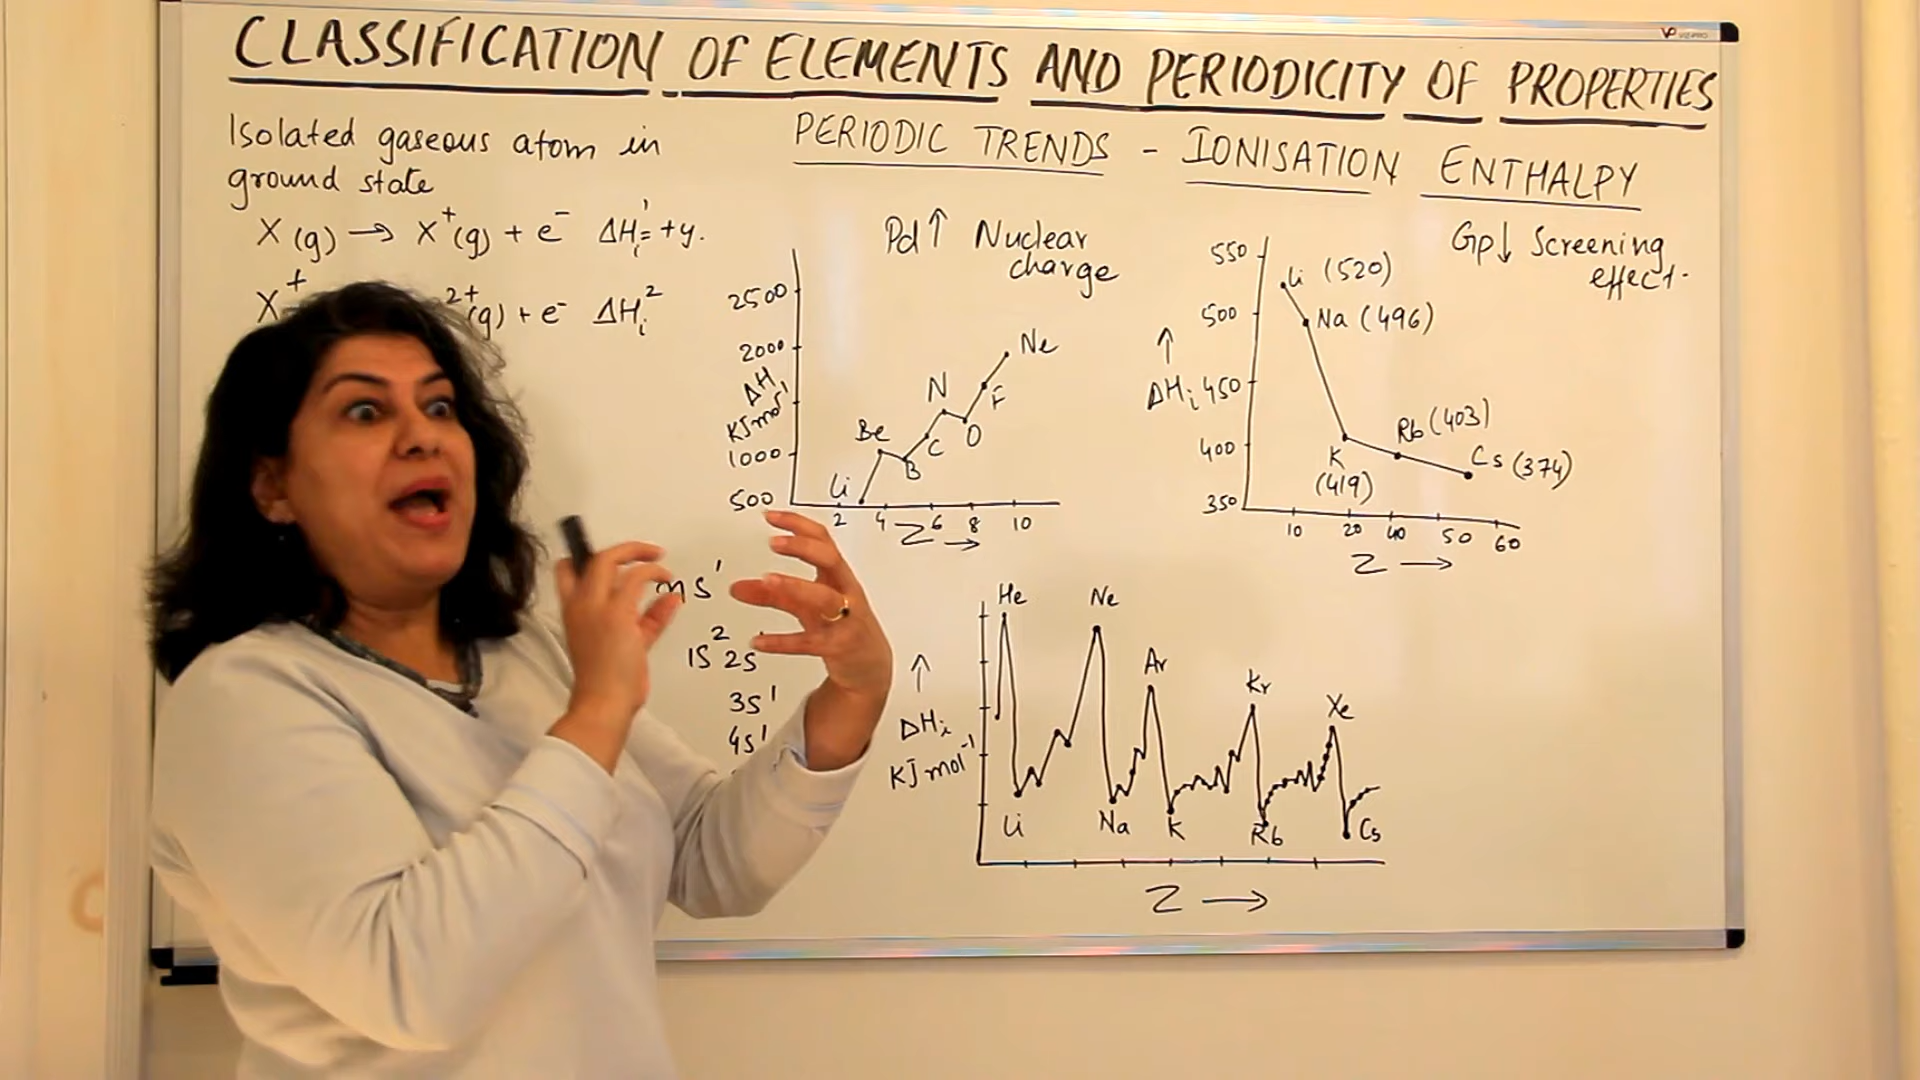 CLASSIFICATION OF ELEMENTS AND PERIODICITY OF PROPERTIES
PERIODIC TRENDS - IONISATION ENTHALPY
Isolated gaseous atom in
ground state
X (g) → X⁺(g) + e⁻ ΔHᵢ¹ = +y.
X⁺ ²⁺(g) + e⁻ ΔHᵢ²
Pd↑ Nuclear
charge
2500
2000
ΔH
KJmol⁻¹
1000
500
Li
Be
B
C
N
O
F
Ne
2 4 6 8 10
Z →
Gp↓ Screening
effect.
550
500
450
400
350
↑
ΔHᵢ
Li (520)
Na (496)
K
(419)
Rb (403)
Cs (374)
10 20 40 50 60
Z →
ns¹
1s² 2s¹
3s¹
4s¹
↑
ΔHᵢ
KJ mol⁻¹
He Ne Ar Kr Xe
Li Na K Rb Cs
Z →